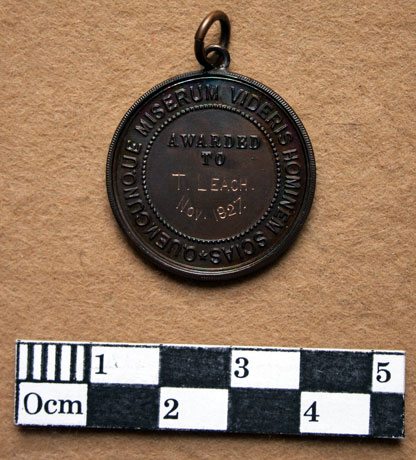 QUEMCUNQUE MISERUM VIDERIS HOMINEM SCIAS
AWARDED
TO
T. LEACH.
Nov. 1927.
1 3 5
0cm 2 4